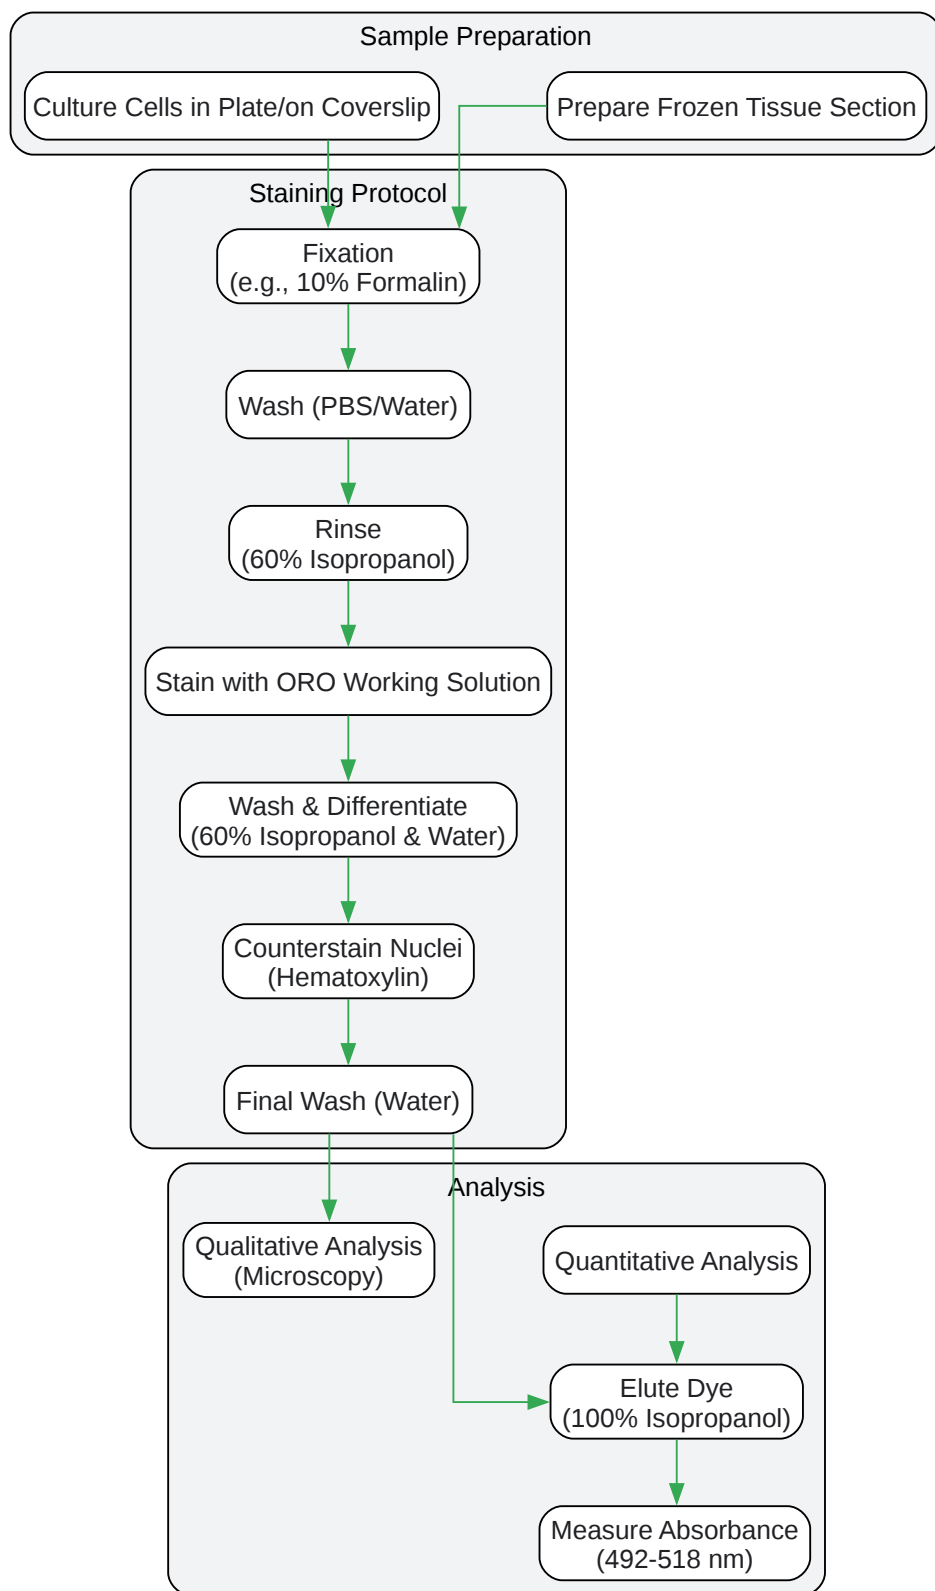 Sample Preparation
Culture Cells in Plate/on Coverslip
Prepare Frozen Tissue Section
Staining Protocol
Fixation
(e.g., 10% Formalin)
Wash (PBS/Water)
Rinse
(60% Isopropanol)
Stain with ORO Working Solution
Wash & Differentiate
(60% Isopropanol & Water)
Counterstain Nuclei
(Hematoxylin)
Final Wash (Water)
Analysis
Qualitative Analysis
(Microscopy)
Quantitative Analysis
Elute Dye
(100% Isopropanol)
Measure Absorbance
(492-518 nm)